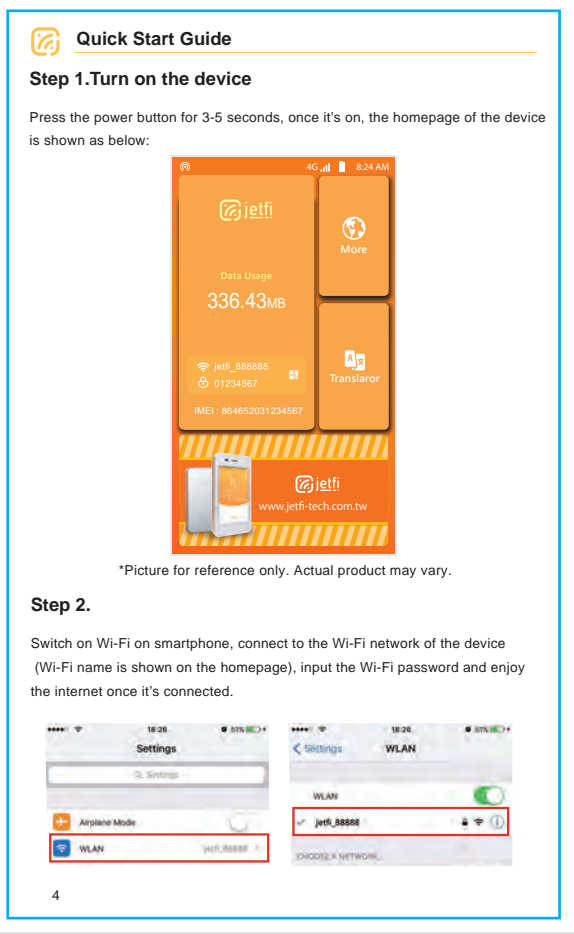 Quick Start Guide
Step 1.Turn on the device
Press the power button for 3-5 seconds, once it's on, the homepage of the device
is shown as below:
4G 8:24 AM
jetfi
More
Data Usage
336.43MB
jetfi_888888
01234567
Translaror
IMEI : 864652031234567
jetfi
www.jetfi-tech.com.tw
*Picture for reference only. Actual product may vary.
Step 2.
Switch on Wi-Fi on smartphone, connect to the Wi-Fi network of the device
(Wi-Fi name is shown on the homepage), input the Wi-Fi password and enjoy
the internet once it's connected.
18:26 51%
Settings
Settings
Airplane Mode
WLAN jetfi_88888
18:26 51%
Settings WLAN
WLAN
jetfi_88888
CHOOSE A NETWORK...
4